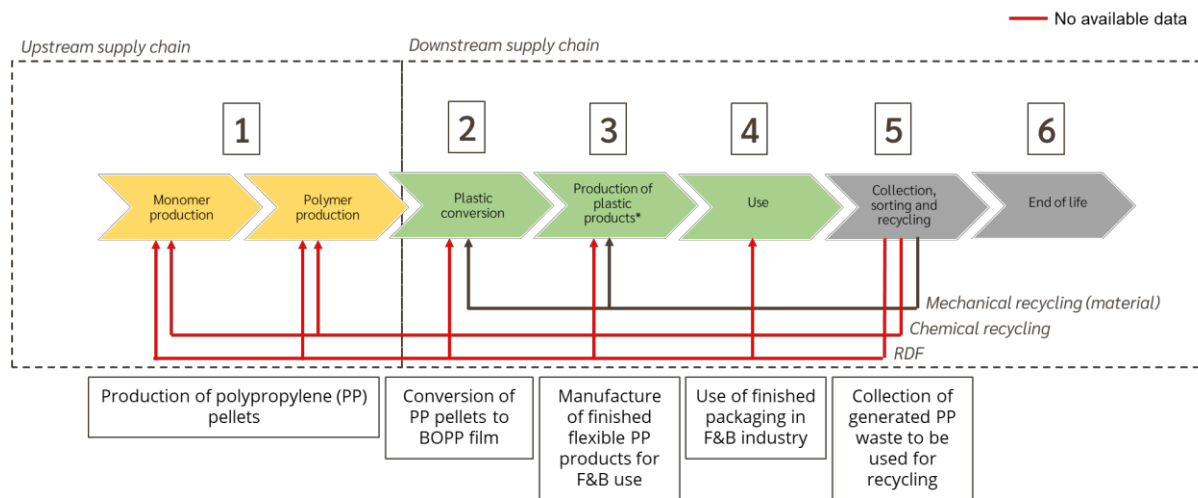 No available data
Upstream supply chain
Downstream supply chain
1
2
3
4
5
6
Monomer
production
Polymer
production
Plastic
conversion
Production of
plastic
products*
Use
Collection,
sorting and
recycling
End of life
Mechanical recycling (material)
Chemical recycling
RDF
Production of polypropylene (PP)
pellets
Conversion of
PP pellets to
BOPP film
Manufacture
of finished
flexible PP
products for
F&B use
Use of finished
packaging in
F&B industry
Collection of
generated PP
waste to be
used for
recycling